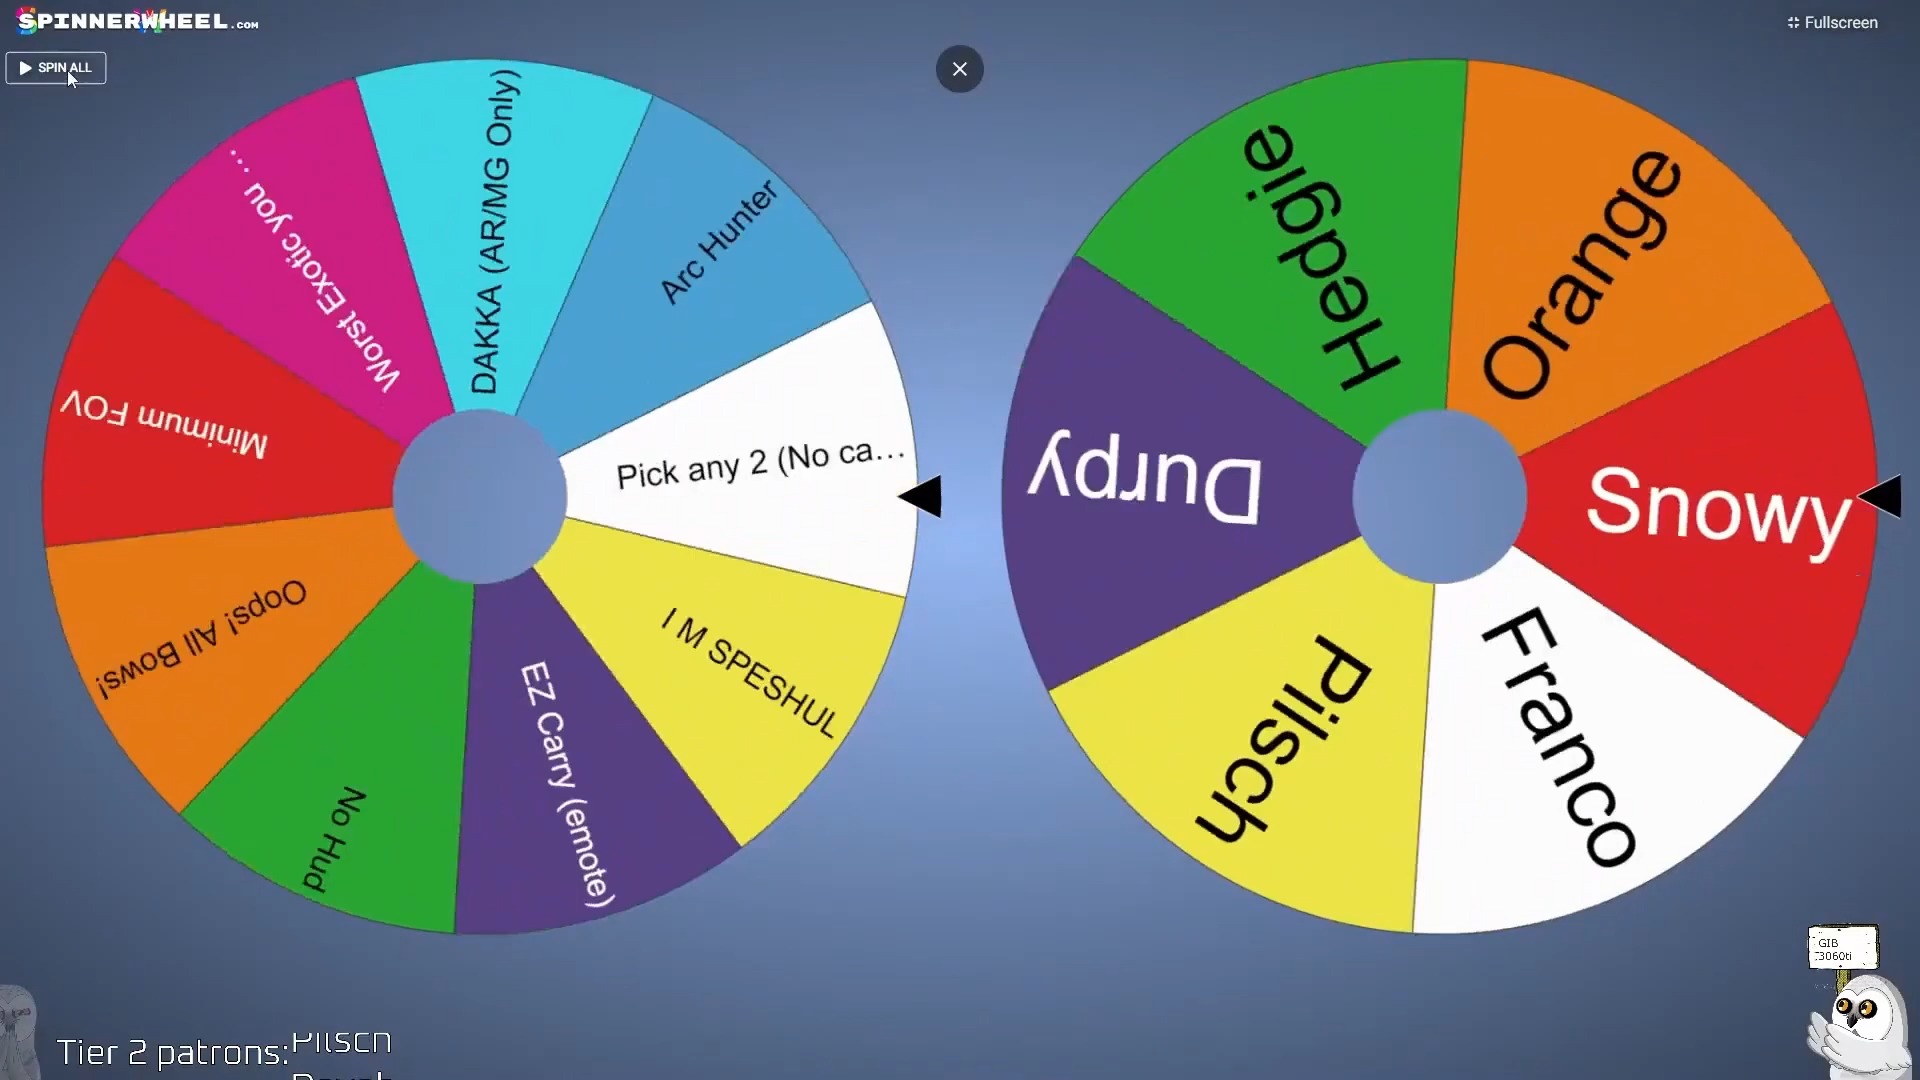 SPINNERWHEEL.COM
Fullscreen
SPIN ALL
DAKKA (AR/MG Only)
Arc Hunter
Pick any 2 (No ca...
I M SPESHUL
EZ Carry (emote)
No Hud
Oops! All Bows!
Minimum FOV
Worst Exotic you ...
Hedgie
Orange
Snowy
Franco
Pilsch
Durpy
GIB
3060ti
Tier 2 patrons:
Pilsch